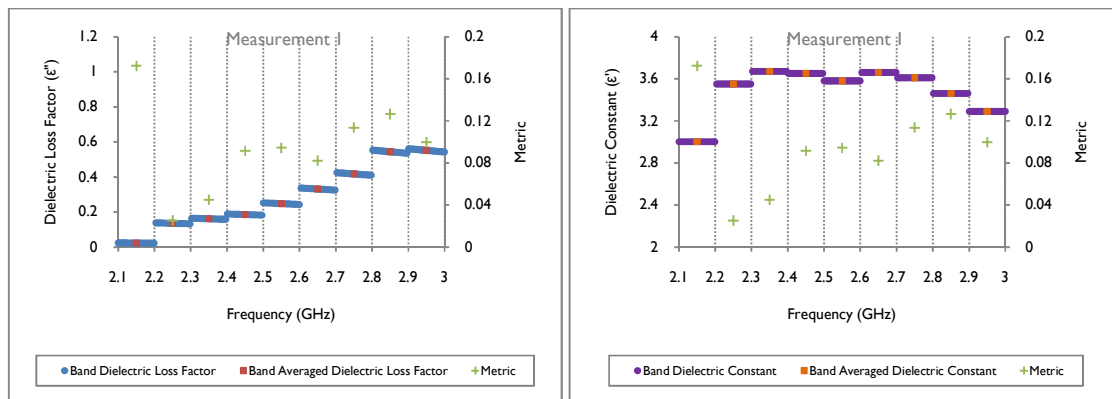 Measurement 1
Dielectric Loss Factor (ε'')
1.2
1
0.8
0.6
0.4
0.2
0
0.2
0.16
0.12
0.08
0.04
0
Metric
2.1 2.2 2.3 2.4 2.5 2.6 2.7 2.8 2.9 3
Frequency (GHz)
Band Dielectric Loss Factor Band Averaged Dielectric Loss Factor Metric
Measurement 1
Dielectric Constant (ε')
4
3.6
3.2
2.8
2.4
2
0.2
0.16
0.12
0.08
0.04
0
Metric
2.1 2.2 2.3 2.4 2.5 2.6 2.7 2.8 2.9 3
Frequency (GHz)
Band Dielectric Constant Band Averaged Dielectric Constant Metric